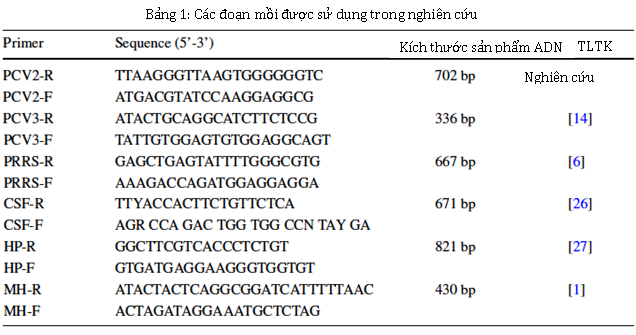 Bảng 1: Các đoạn mồi được sử dụng trong nghiên cứu
Primer Sequence (5'-3') Kích thước sản phẩm ADN TLTK
PCV2-R TTAAGGGTTAAGTGGGGGGTC 702 bp Nghiên cứu
PCV2-F ATGACGTATCCAAGGAGGCG
PCV3-R ATACTGCAGGCATCTTCTCCG 336 bp [14]
PCV3-F TATTGTGGAGTGTGGAGGCAGT
PRRS-R GAGCTGAGTATTTTGGGCGTG 667 bp [6]
PRRS-F AAAGACCAGATGGAGGAGGA
CSF-R TTYACCACTTCTGTTCTCA 671 bp [26]
CSF-F AGR CCA GAC TGG TGG CCN TAY GA
HP-R GGCTTCGTCACCCTCTGT 821 bp [27]
HP-F GTGATGAGGAAGGGTGGTGT
MH-R ATACTACTCAGGCGGATCATTTTTAAC 430 bp [1]
MH-F ACTAGATAGGAAATGCTCTAG